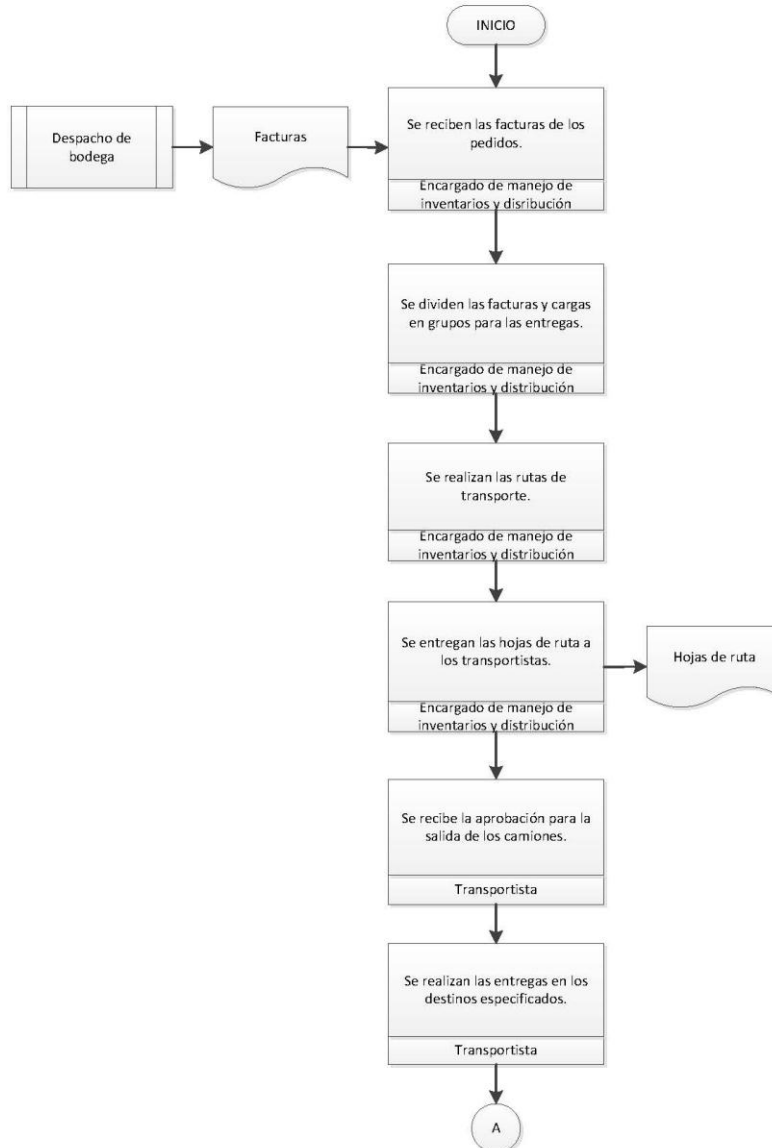 INICIO
Despacho de
bodega
Facturas
Se reciben las facturas de los
pedidos.
Encargado de manejo de
inventarios y disribución
Se dividen las facturas y cargas
en grupos para las entregas.
Encargado de manejo de
inventarios y distribución
Se realizan las rutas de
transporte.
Encargado de manejo de
inventarios y distribución
Se entregan las hojas de ruta a
los transportistas.
Hojas de ruta
Encargado de manejo de
inventarios y distribución
Se recibe la aprobación para la
salida de los camiones.
Transportista
Se realizan las entregas en los
destinos especificados.
Transportista
A